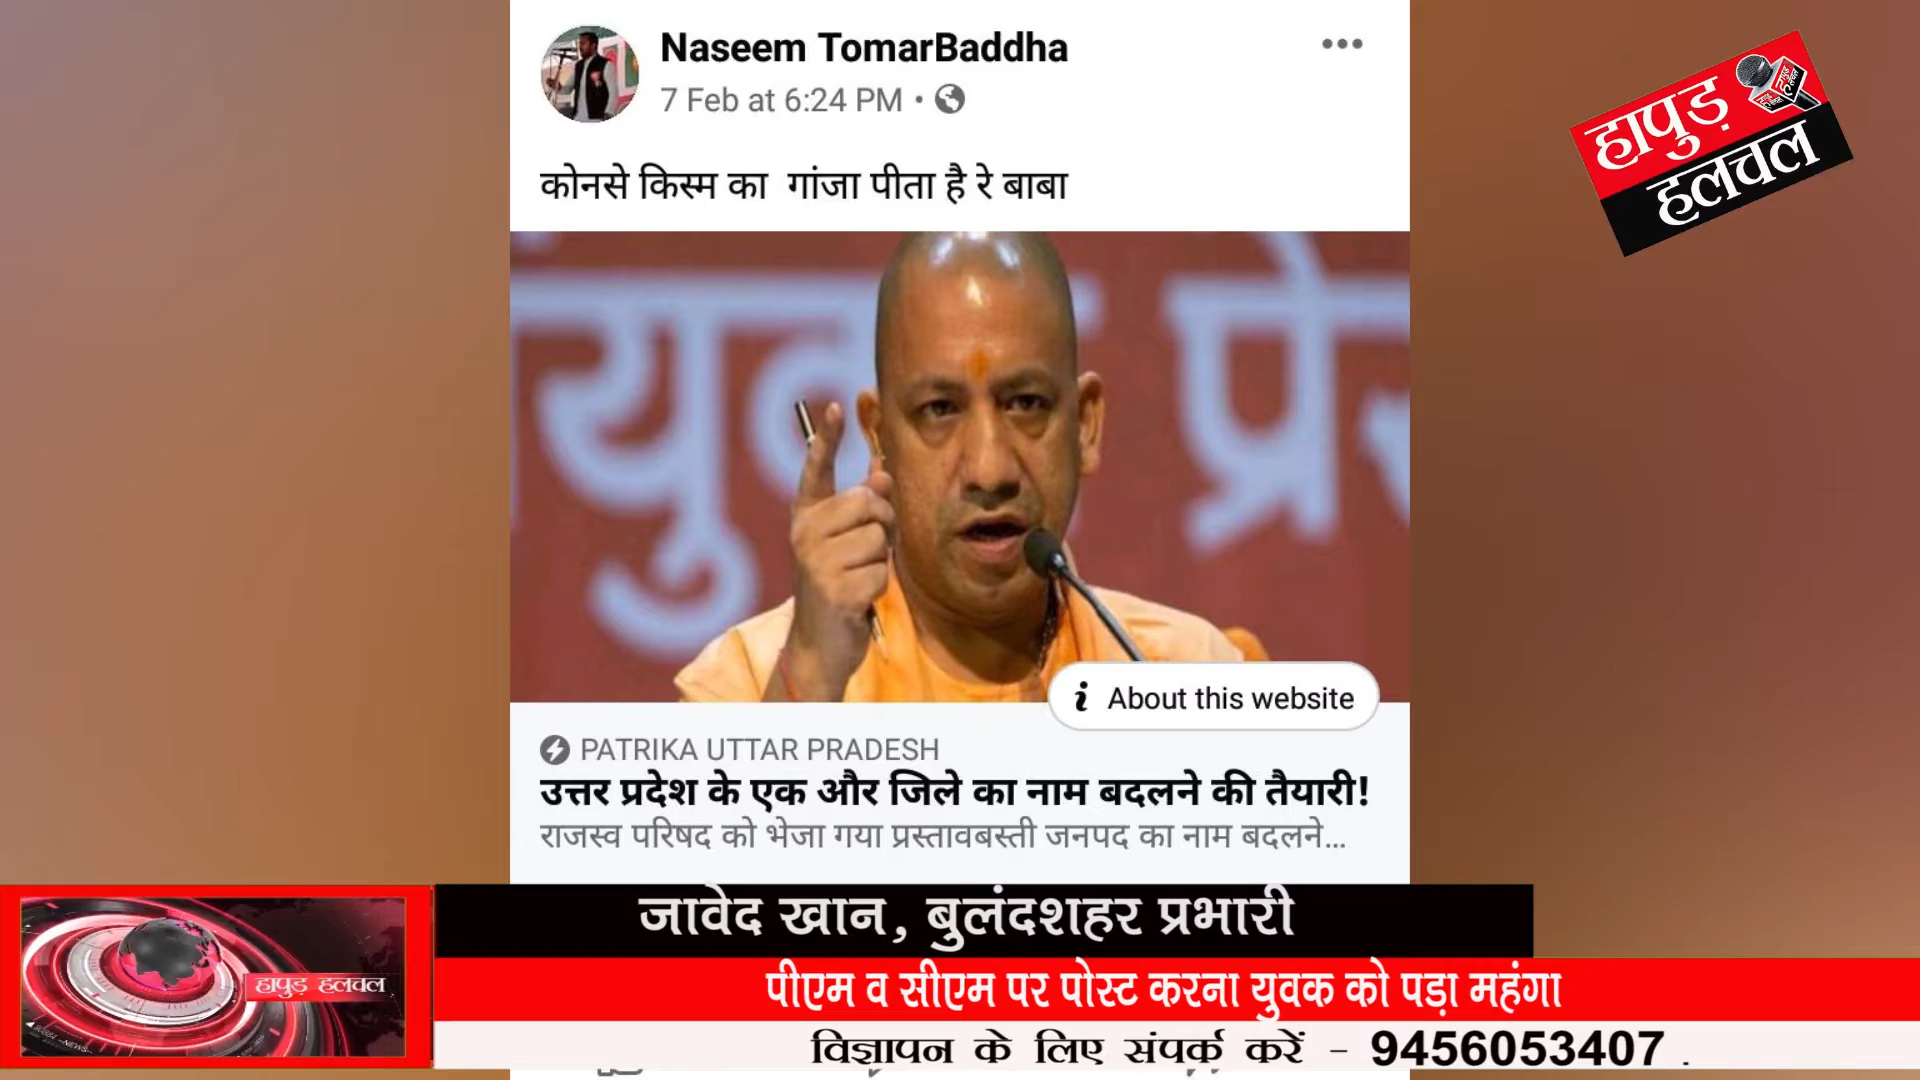 Naseem TomarBaddha
7 Feb at 6:24 PM •
कोनसे किस्म का गांजा पीता है रे बाबा
हापुड़
हलचल
युवा प्रे
i About this website
PATRIKA UTTAR PRADESH
उत्तर प्रदेश के एक और जिले का नाम बदलने की तैयारी!
राजस्व परिषद को भेजा गया प्रस्तावबस्ती जनपद का नाम बदलने...
जावेद खान, बुलंदशहर प्रभारी
हापुड़ हलचल
पीएम व सीएम पर पोस्ट करना युवक को पड़ा महंगा
विज्ञापन के लिए संपर्क करें - 9456053407 .